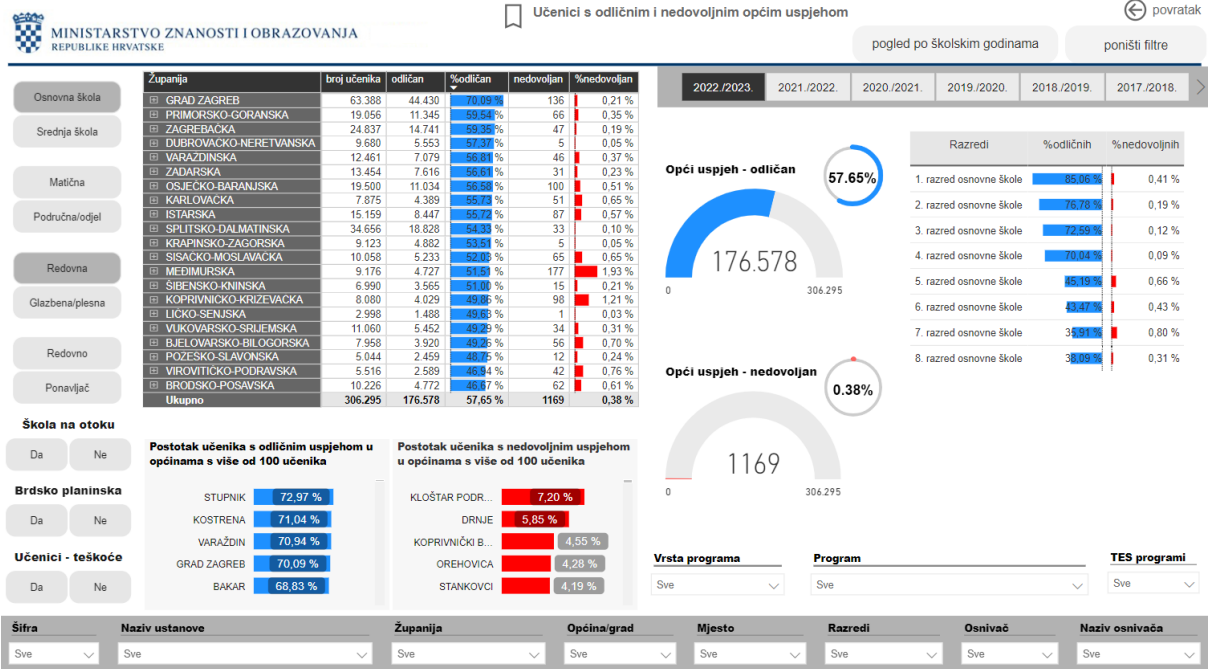 Učenici s odličnim i nedovoljnim općim uspjehom
povratak
MINISTARSTVO ZNANOSTI I OBRAZOVANJA
REPUBLIKE HRVATSKE
pogled po školskim godinama
poništi filtre
Osnovna škola
Srednja škola
Matična
Područna/odjel
Redovna
Glazbena/plesna
Redovno
Ponavljač
Škola na otoku
Da Ne
Brdsko planinska
Da Ne
Učenici - teškoće
Da Ne
Županija broj učenika odličan %odličan nedovoljan %nedovoljan
GRAD ZAGREB 63.388 44.430 70,09 % 136 0,21 %
PRIMORSKO-GORANSKA 19.056 11.345 59,54 % 66 0,35 %
ZAGREBAČKA 24.837 14.741 59,35 % 47 0,19 %
DUBROVAČKO-NERETVANSKA 9.680 5.553 57,37 % 5 0,05 %
VARAŽDINSKA 12.461 7.079 56,81 % 46 0,37 %
ZADARSKA 13.454 7.616 56,61 % 31 0,23 %
OSJEČKO-BARANJSKA 19.500 11.034 56,58 % 100 0,51 %
KARLOVAČKA 7.875 4.389 55,73 % 51 0,65 %
ISTARSKA 15.159 8.447 55,72 % 87 0,57 %
SPLITSKO-DALMATINSKA 34.656 18.828 54,33 % 33 0,10 %
KRAPINSKO-ZAGORSKA 9.123 4.882 53,51 % 5 0,05 %
SISAČKO-MOSLAVAČKA 10.058 5.233 52,03 % 65 0,65 %
MEĐIMURSKA 9.176 4.727 51,51 % 177 1,93 %
ŠIBENSKO-KNINSKA 6.990 3.565 51,00 % 15 0,21 %
KOPRIVNIČKO-KRIŽEVAČKA 8.080 4.029 49,86 % 98 1,21 %
LIČKO-SENJSKA 2.998 1.488 49,63 % 1 0,03 %
VUKOVARSKO-SRIJEMSKA 11.060 5.452 49,29 % 34 0,31 %
BJELOVARSKO-BILOGORSKA 7.958 3.920 49,26 % 56 0,70 %
POŽEŠKO-SLAVONSKA 5.044 2.459 48,75 % 12 0,24 %
VIROVITIČKO-PODRAVSKA 5.516 2.589 46,94 % 42 0,76 %
BRODSKO-POSAVSKA 10.226 4.772 46,67 % 62 0,61 %
Ukupno 306.295 176.578 57,65 % 1169 0,38 %
Postotak učenika s odličnim uspjehom u
općinama s više od 100 učenika
STUPNIK 72,97 %
KOSTRENA 71,04 %
VARAŽDIN 70,94 %
GRAD ZAGREB 70,09 %
BAKAR 68,83 %
Postotak učenika s nedovoljnim uspjehom
u općinama s više od 100 učenika
KLOŠTAR PODR... 7,20 %
DRNJE 5,85 %
KOPRIVNIČKI B... 4,55 %
OREHOVICA 4,28 %
STANKOVCI 4,19 %
2022./2023. 2021./2022. 2020./2021. 2019./2020. 2018./2019. 2017./2018.
Opći uspjeh - odličan
57.65%
176.578
0 306.295
Opći uspjeh - nedovoljan
0.38%
1169
0 306.295
Razredi %odličnih %nedovoljnih
1. razred osnovne škole 85,06 % 0,41 %
2. razred osnovne škole 76,78 % 0,19 %
3. razred osnovne škole 72,59 % 0,12 %
4. razred osnovne škole 70,04 % 0,09 %
5. razred osnovne škole 45,19 % 0,66 %
6. razred osnovne škole 43,47 % 0,43 %
7. razred osnovne škole 35,91 % 0,80 %
8. razred osnovne škole 38,09 % 0,31 %
Vrsta programa Program TES programi
Sve Sve Sve
Šifra Naziv ustanove Županija Općina/grad Mjesto Razredi Osnivač Naziv osnivača
Sve Sve Sve Sve Sve Sve Sve Sve